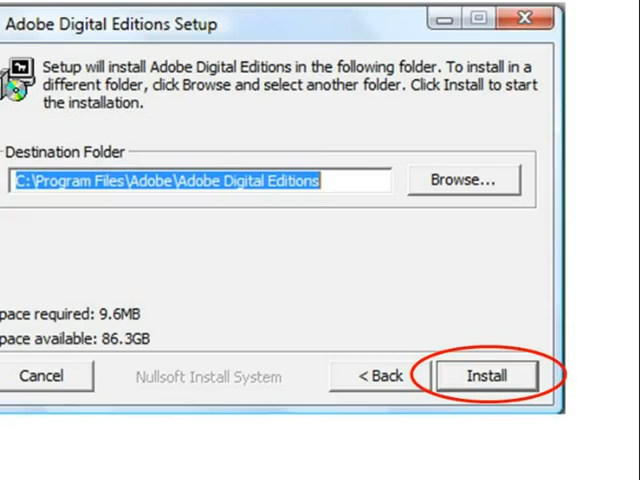 Adobe Digital Editions Setup
Setup will install Adobe Digital Editions in the following folder. To install in a
different folder, click Browse and select another folder. Click Install to start
the installation.
Destination Folder
C:\Program Files\Adobe\Adobe Digital Editions
Browse...
pace required: 9.6MB
pace available: 86.3GB
Cancel
Nullsoft Install System
< Back
Install